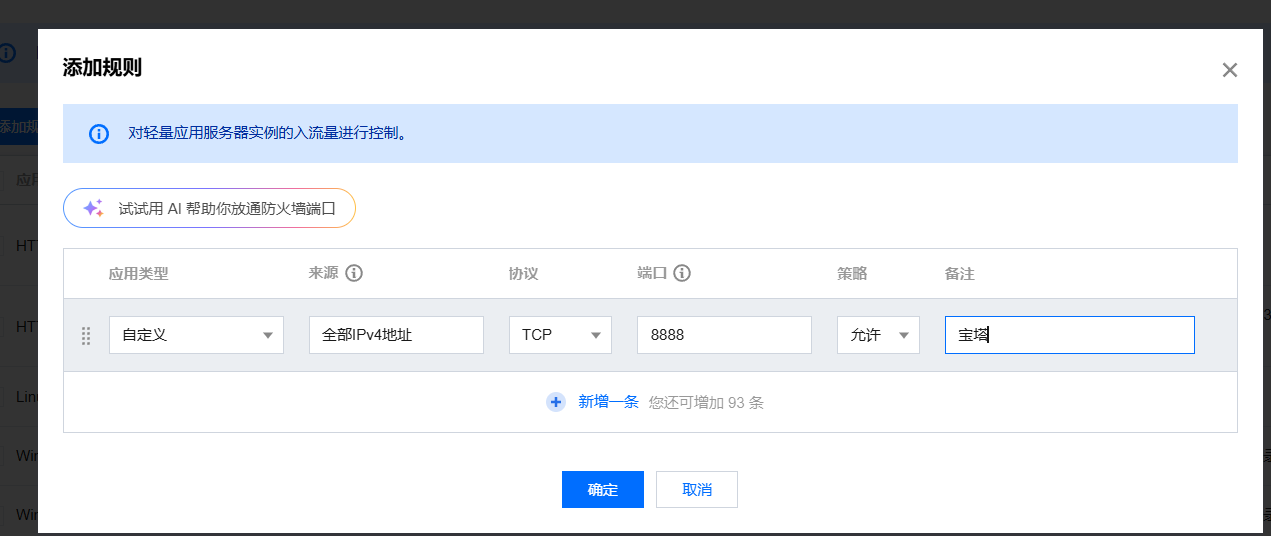 添加规则
对轻量应用服务器实例的入流量进行控制。
试试用 AI 帮助你放通防火墙端口
应用类型 来源 协议 端口 策略 备注
自定义 全部IPv4地址 TCP 8888 允许 宝塔
新增一条 您还可增加 93 条
确定 取消